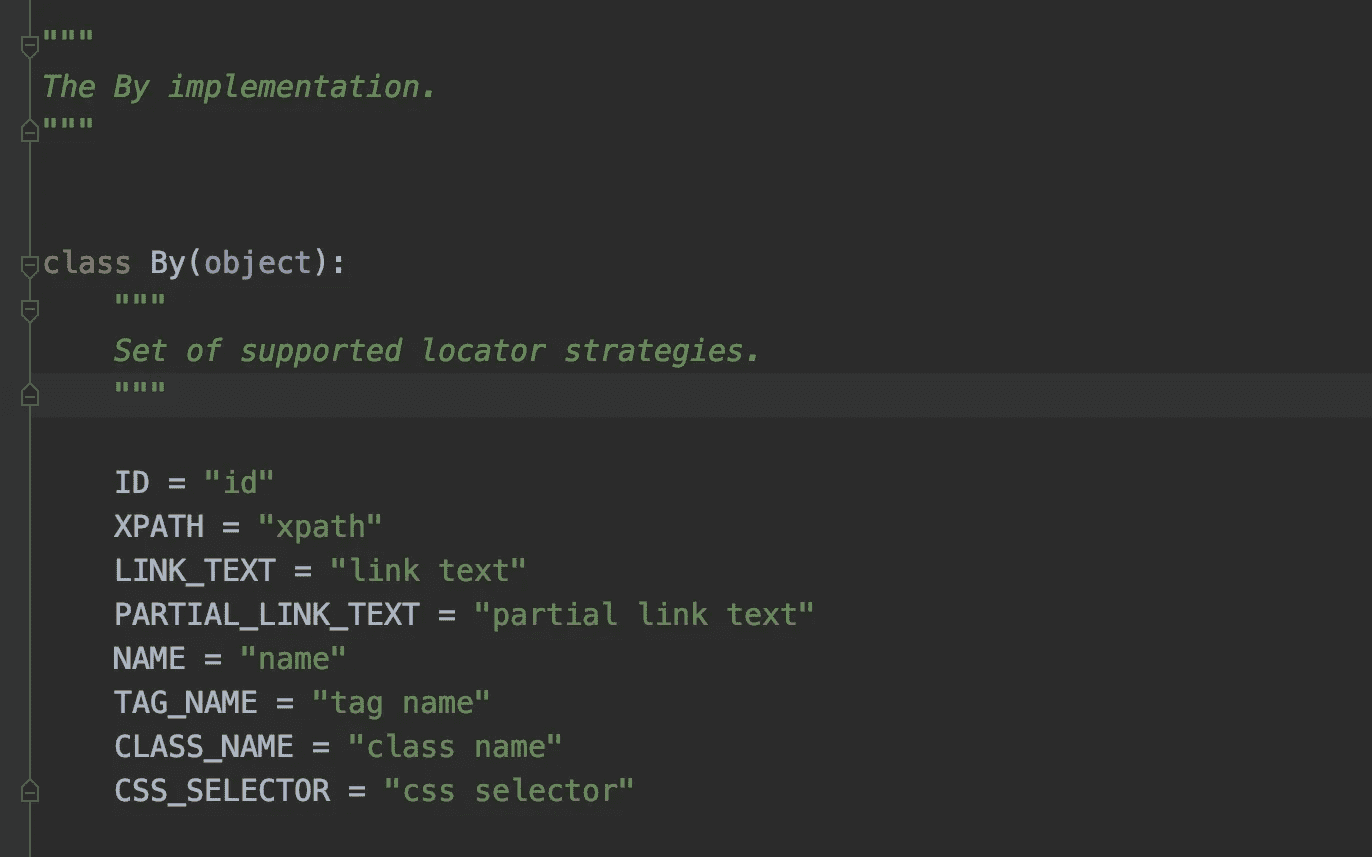 """
The By implementation.
"""
class By(object):
"""
Set of supported locator strategies.
"""
ID = "id"
XPATH = "xpath"
LINK_TEXT = "link text"
PARTIAL_LINK_TEXT = "partial link text"
NAME = "name"
TAG_NAME = "tag name"
CLASS_NAME = "class name"
CSS_SELECTOR = "css selector"